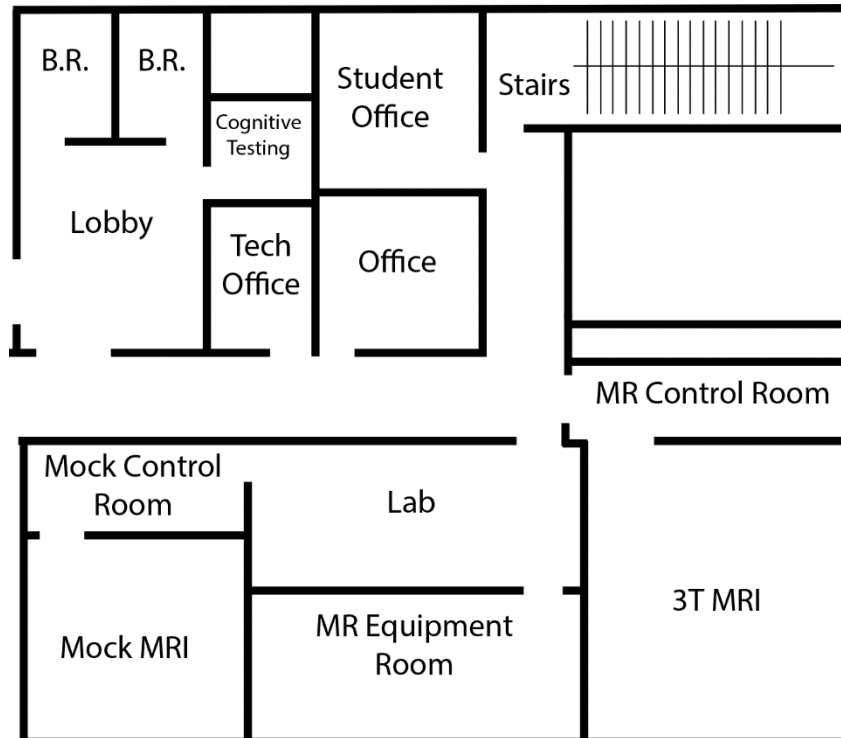 B.R.
B.R.
Student
Office
Stairs
Cognitive
Testing
Lobby
Tech
Office
Office
MR Control Room
Mock Control
Room
Lab
3T MRI
Mock MRI
MR Equipment
Room